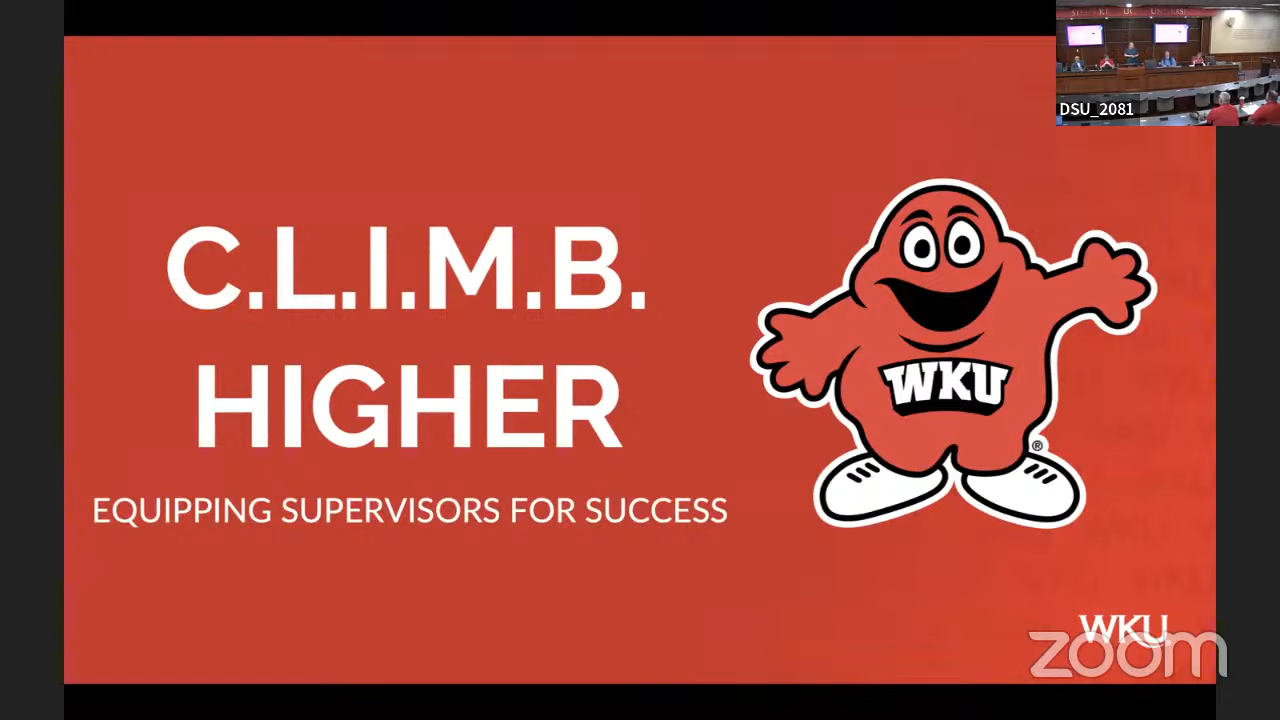 DSU_2081
C.L.I.M.B.
HIGHER
EQUIPPING SUPERVISORS FOR SUCCESS
WKU
®
WKU
zoom